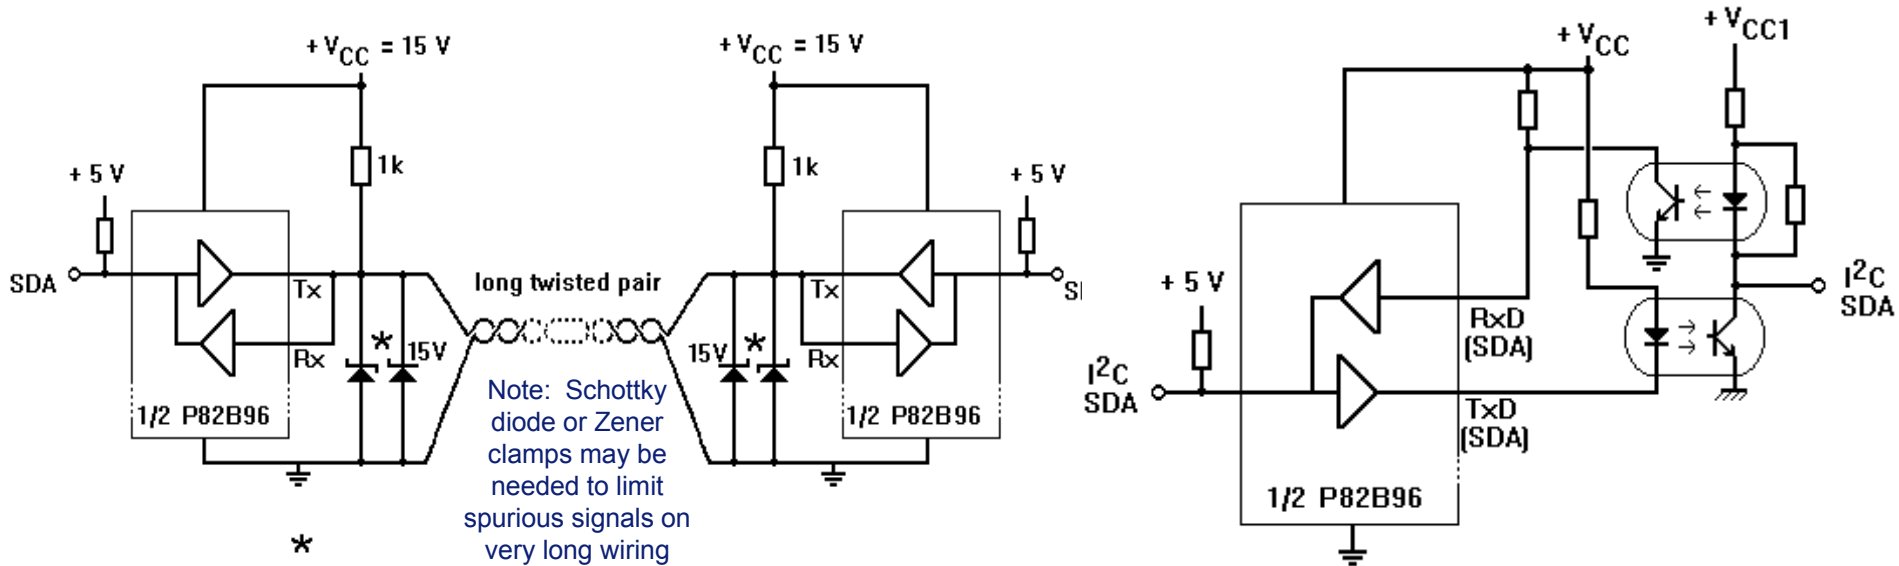 + VCC = 15 V
1k
+ 5 V
SDA
Tx
Rx
*
15V
1/2 P82B96
*
long twisted pair
Note: Schottky
diode or Zener
clamps may be
needed to limit
spurious signals on
very long wiring
+ VCC = 15 V
1k
+ 5 V
Tx
Rx
15V
*
1/2 P82B96
+ VCC
+ VCC1
+ 5 V
I2C
SDA
RxD
(SDA)
TxD
(SDA)
1/2 P82B96
I2C
SDA